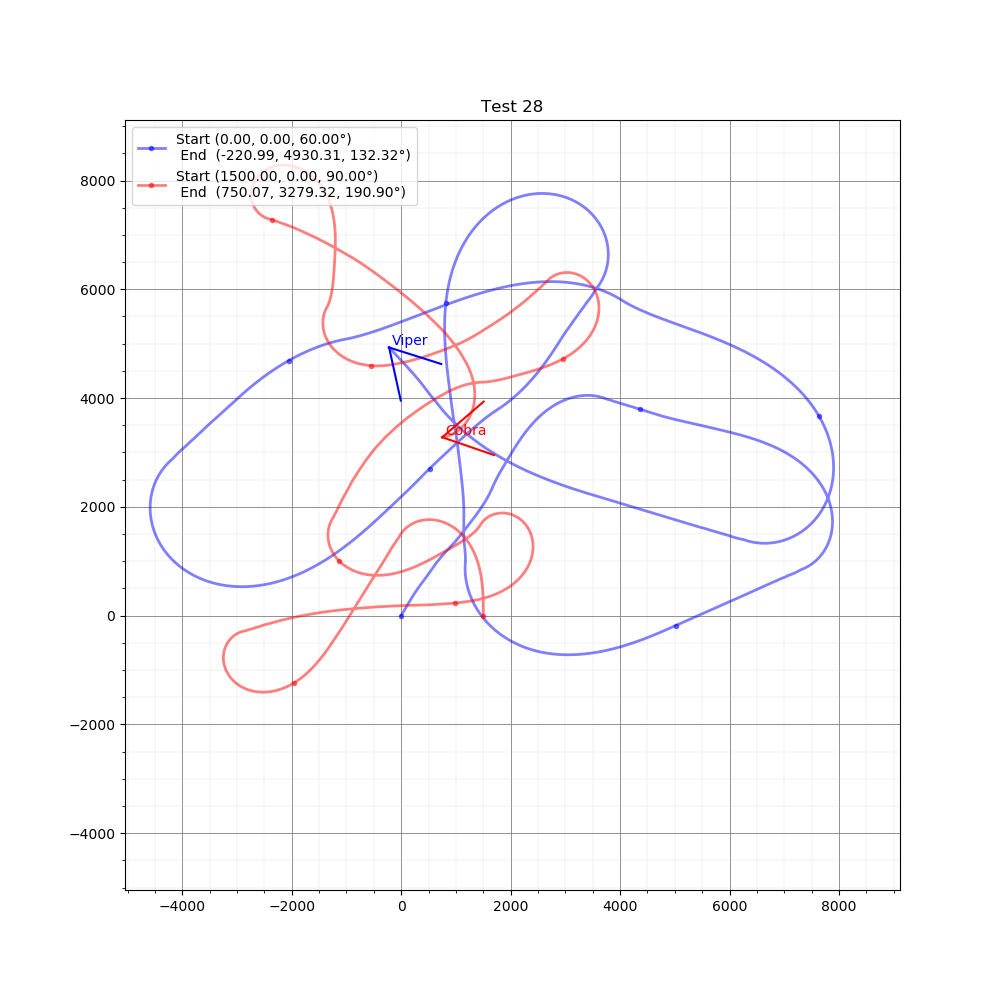 Test 28
Start (0.00, 0.00, 60.00°)
End (-220.99, 4930.31, 132.32°)
Start (1500.00, 0.00, 90.00°)
End (750.07, 3279.32, 190.90°)
8000
6000
4000
2000
0
−2000
−4000
Viper
Cobra
−4000 −2000 0 2000 4000 6000 8000